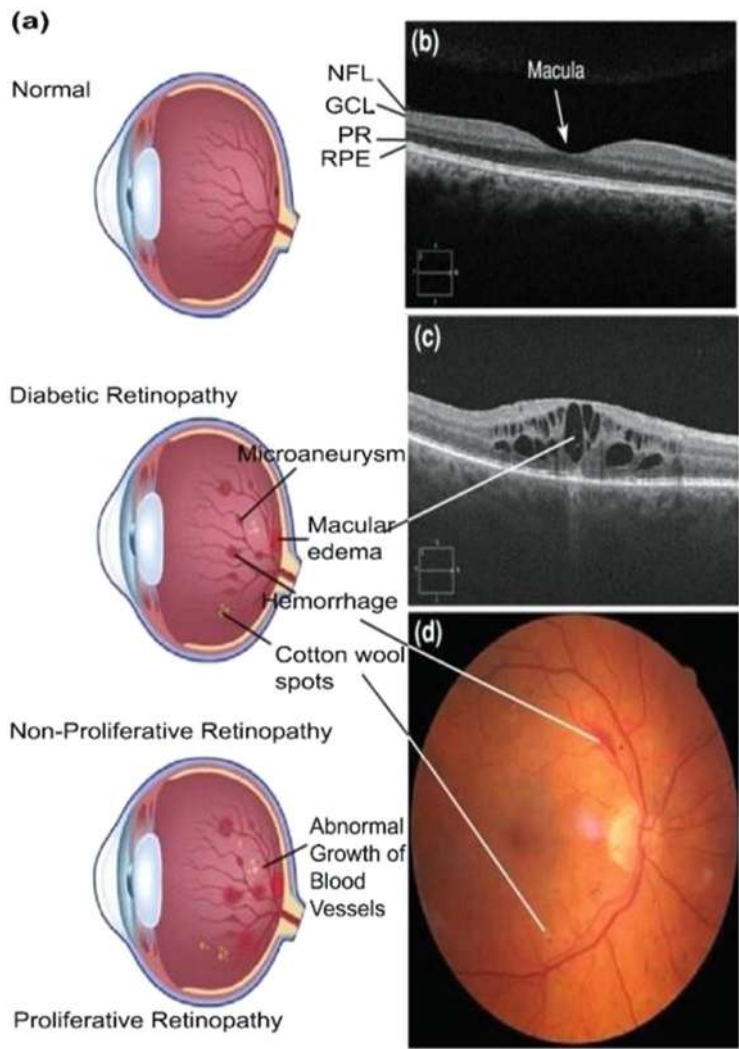 (a)
Normal
(b)
NFL
GCL
PR
RPE
Macula
(c)
Diabetic Retinopathy
Microaneurysm
Macular
edema
Hemorrhage
Cotton wool
spots
(d)
Non-Proliferative Retinopathy
Abnormal
Growth of
Blood
Vessels
Proliferative Retinopathy